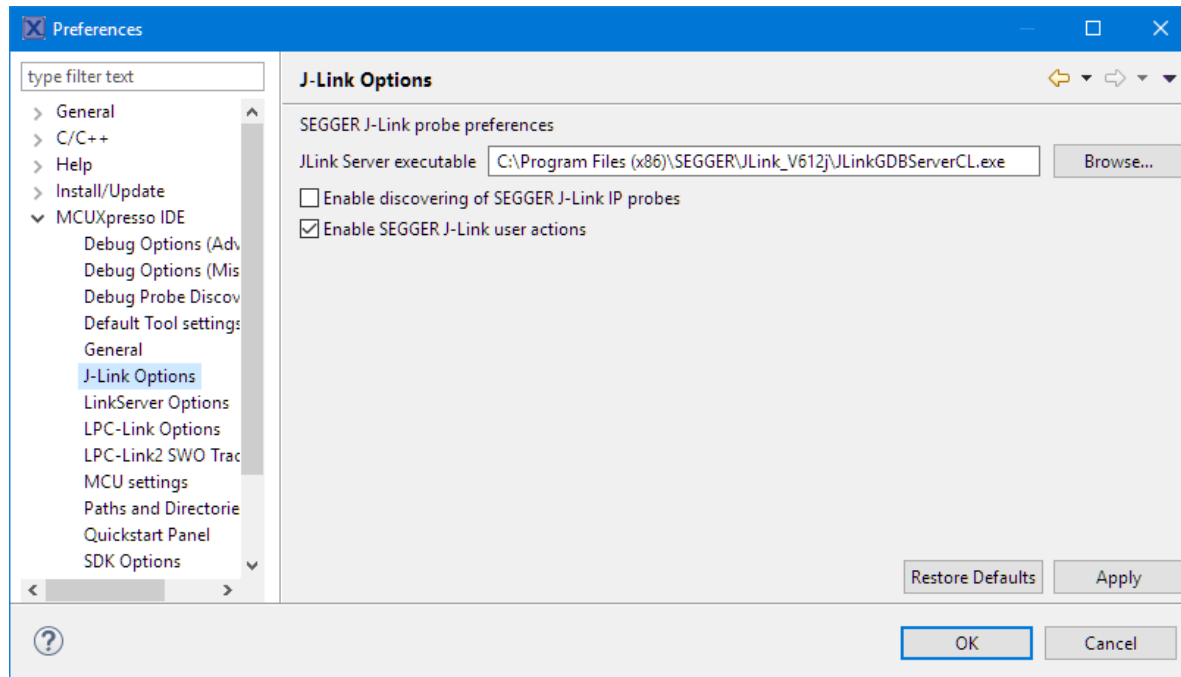 Preferences
type filter text
General
C/C++
Help
Install/Update
MCUXpresso IDE
Debug Options (Adv
Debug Options (Mis
Debug Probe Discov
Default Tool settings
General
J-Link Options
LinkServer Options
LPC-Link Options
LPC-Link2 SWO Trac
MCU settings
Paths and Directorie
Quickstart Panel
SDK Options
J-Link Options
SEGGER J-Link probe preferences
JLink Server executable C:\Program Files (x86)\SEGGER\JLink_V612j\JLinkGDBServerCL.exe Browse...
Enable discovering of SEGGER J-Link IP probes
Enable SEGGER J-Link user actions
Restore Defaults Apply
OK Cancel